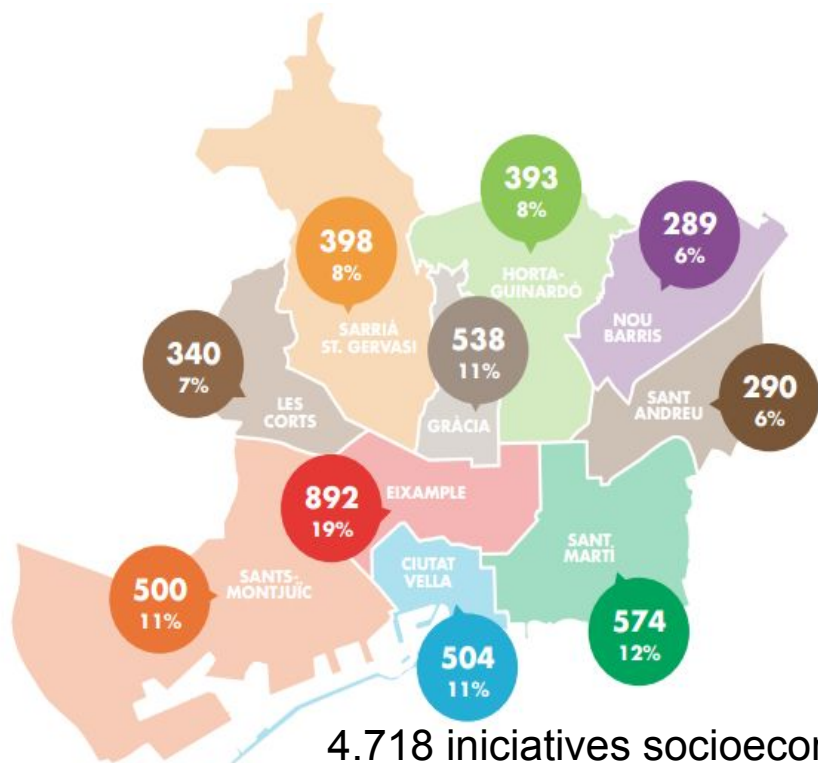 393
8%
289
6%
398
8%
HORTA-
GUINARDÓ
NOU
BARRIS
SARRIÀ
ST. GERVASI
538
11%
340
7%
290
6%
SANT
ANDREU
LES
CORTS
GRÀCIA
892
19%
EIXAMPLE
SANT
MARTÍ
CIUTAT
VELLA
500
11%
SANTS-
MONTJUÏC
574
12%
504
11%
4.718 iniciatives